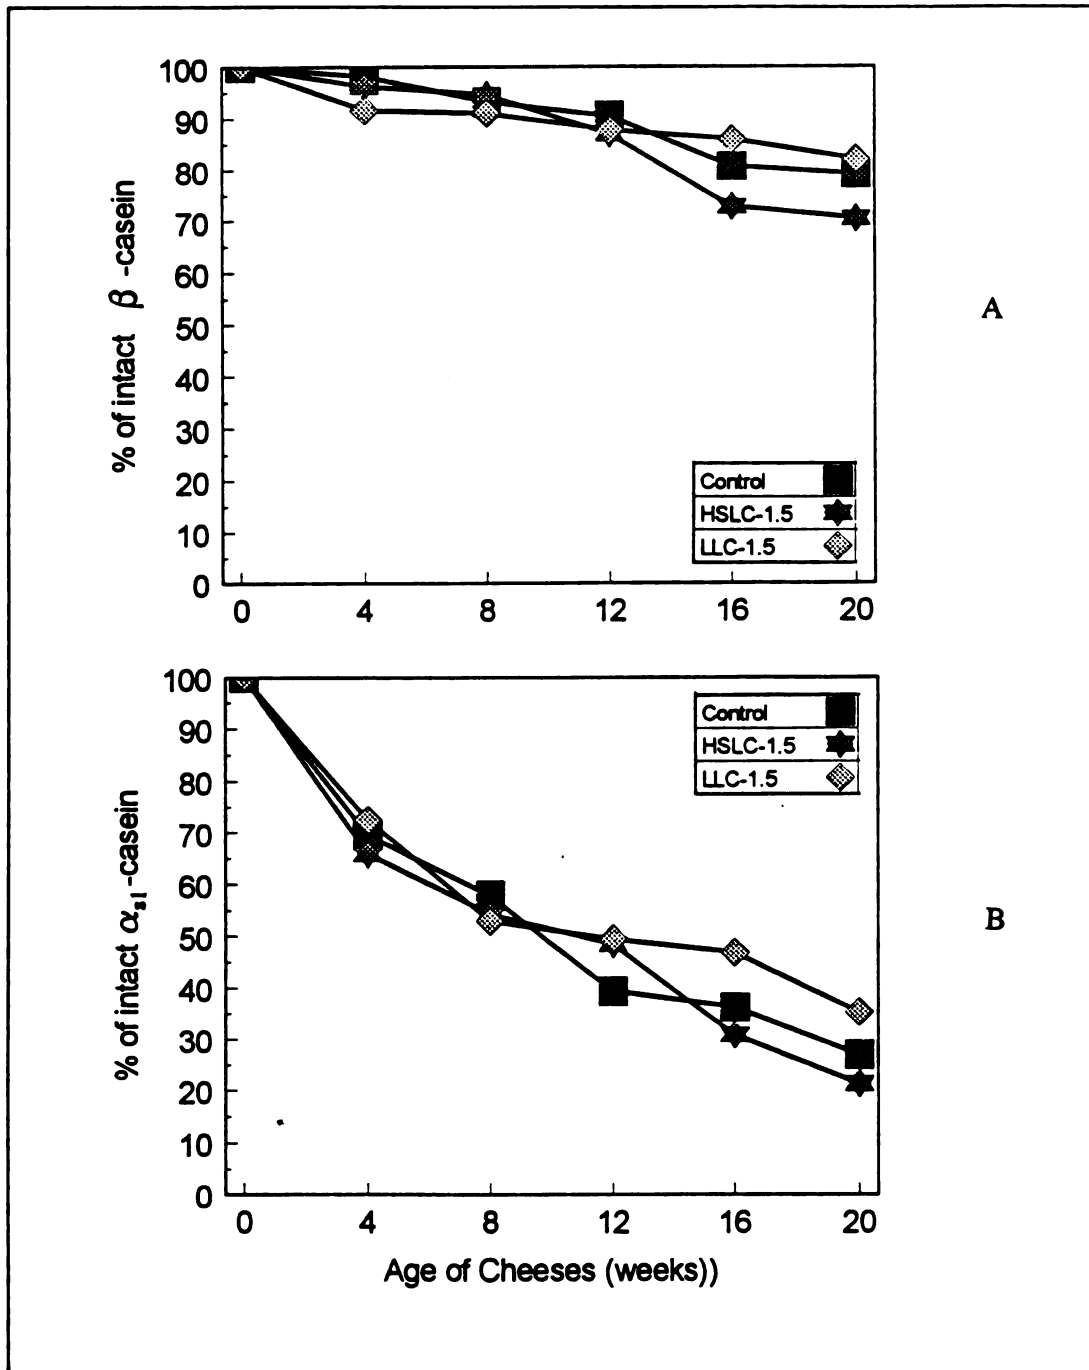 100
90
80
70
60
50
40
30
20
10
0
% of intact β -casein
Control
HSLC-1.5
LLC-1.5
0 4 8 12 16 20
A
100
90
80
70
60
50
40
30
20
10
0
% of intact αs1-casein
Control
HSLC-1.5
LLC-1.5
0 4 8 12 16 20
Age of Cheeses (weeks))
B